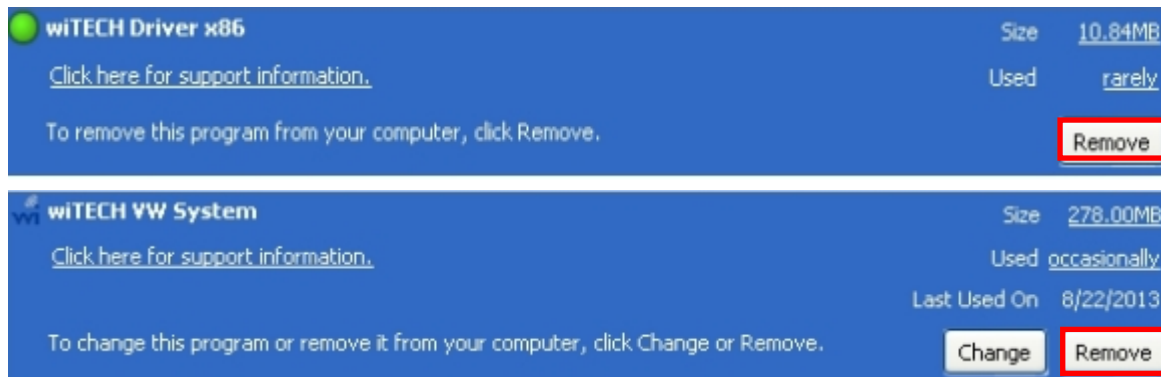 wiTECH Driver x86 Size 10.84MB
Click here for support information. Used rarely
To remove this program from your computer, click Remove.
Remove
wiTECH VW System Size 278.00MB
Click here for support information. Used occasionally
Last Used On 8/22/2013
To change this program or remove it from your computer, click Change or Remove.
Change Remove